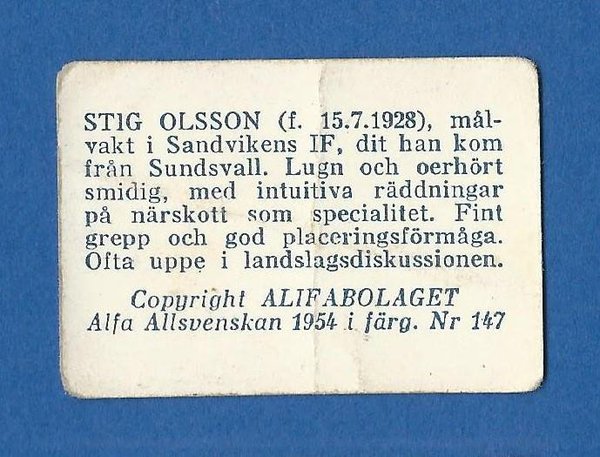 STIG OLSSON (f. 15.7.1928), mål-
vakt i Sandvikens IF, dit han kom
från Sundsvall. Lugn och oerhört
smidig, med intuitiva räddningar
på närskott som specialitet. Fint
grepp och god placeringsförmåga.
Ofta uppe i landslagsdiskussionen.
Copyright ALIFABOLAGET
Alfa Allsvenskan 1954 i färg. Nr 147